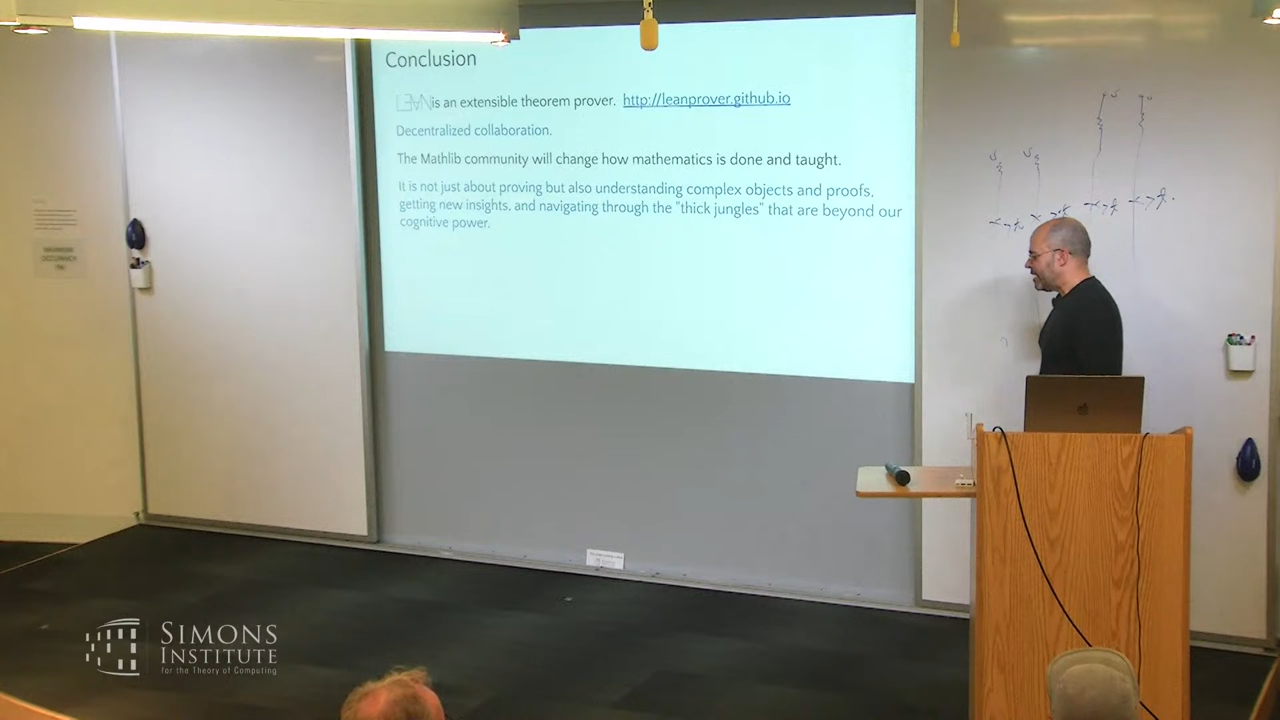 Conclusion
L∃∀N is an extensible theorem prover. http://leanprover.github.io
Decentralized collaboration.
The Mathlib community will change how mathematics is done and taught.
It is not just about proving but also understanding complex objects and proofs,
getting new insights, and navigating through the "thick jungles" that are beyond our
cognitive power.
SIMONS
INSTITUTE
for the Theory of Computing